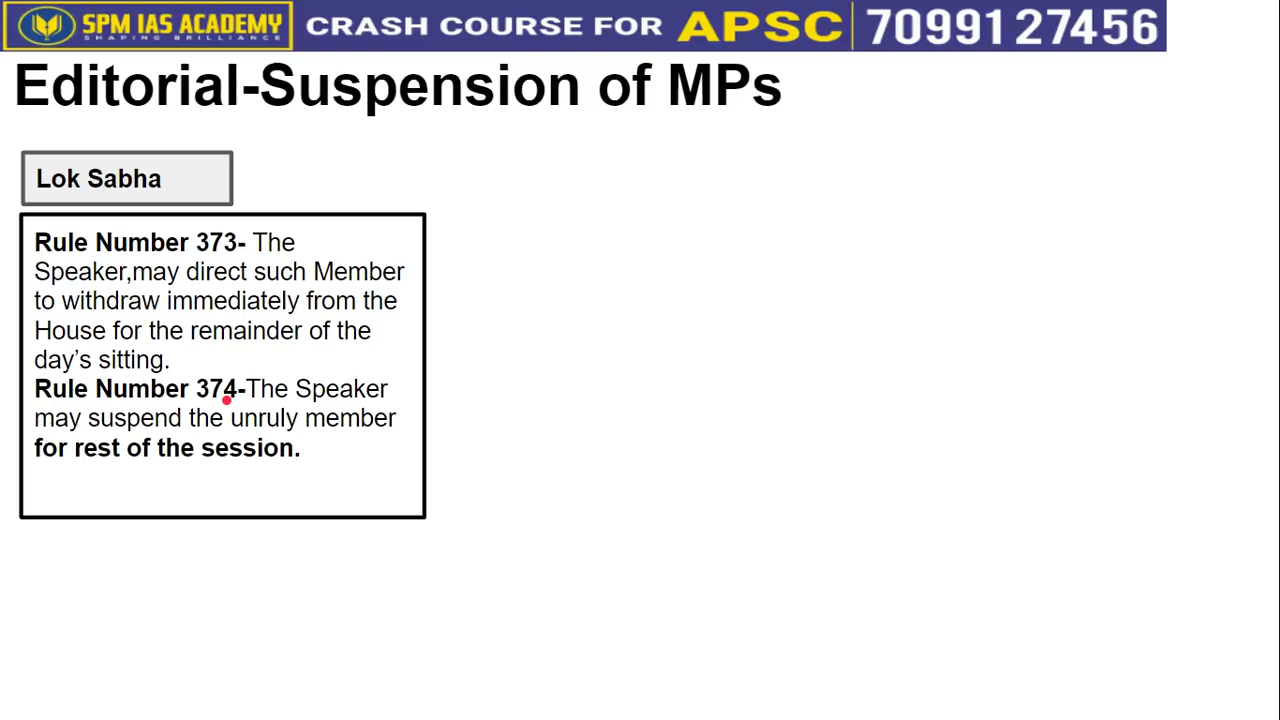 SPM IAS ACADEMY
SHAPING BRILLIANCE
CRASH COURSE FOR APSC 70991 27456
Editorial-Suspension of MPs
Lok Sabha
Rule Number 373- The
Speaker,may direct such Member
to withdraw immediately from the
House for the remainder of the
day’s sitting.
Rule Number 374-The Speaker
may suspend the unruly member
for rest of the session.